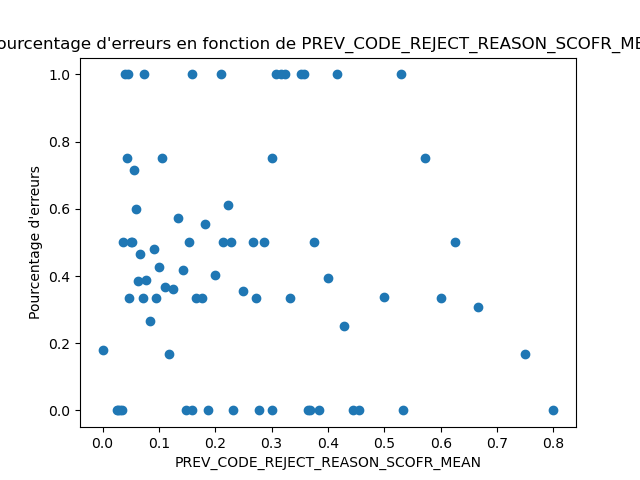 ourcentage d'erreurs en fonction de PREV_CODE_REJECT_REASON_SCOFR_ME
Pourcentage d'erreurs
1.0
0.8
0.6
0.4
0.2
0.0
0.0 0.1 0.2 0.3 0.4 0.5 0.6 0.7 0.8
PREV_CODE_REJECT_REASON_SCOFR_MEAN